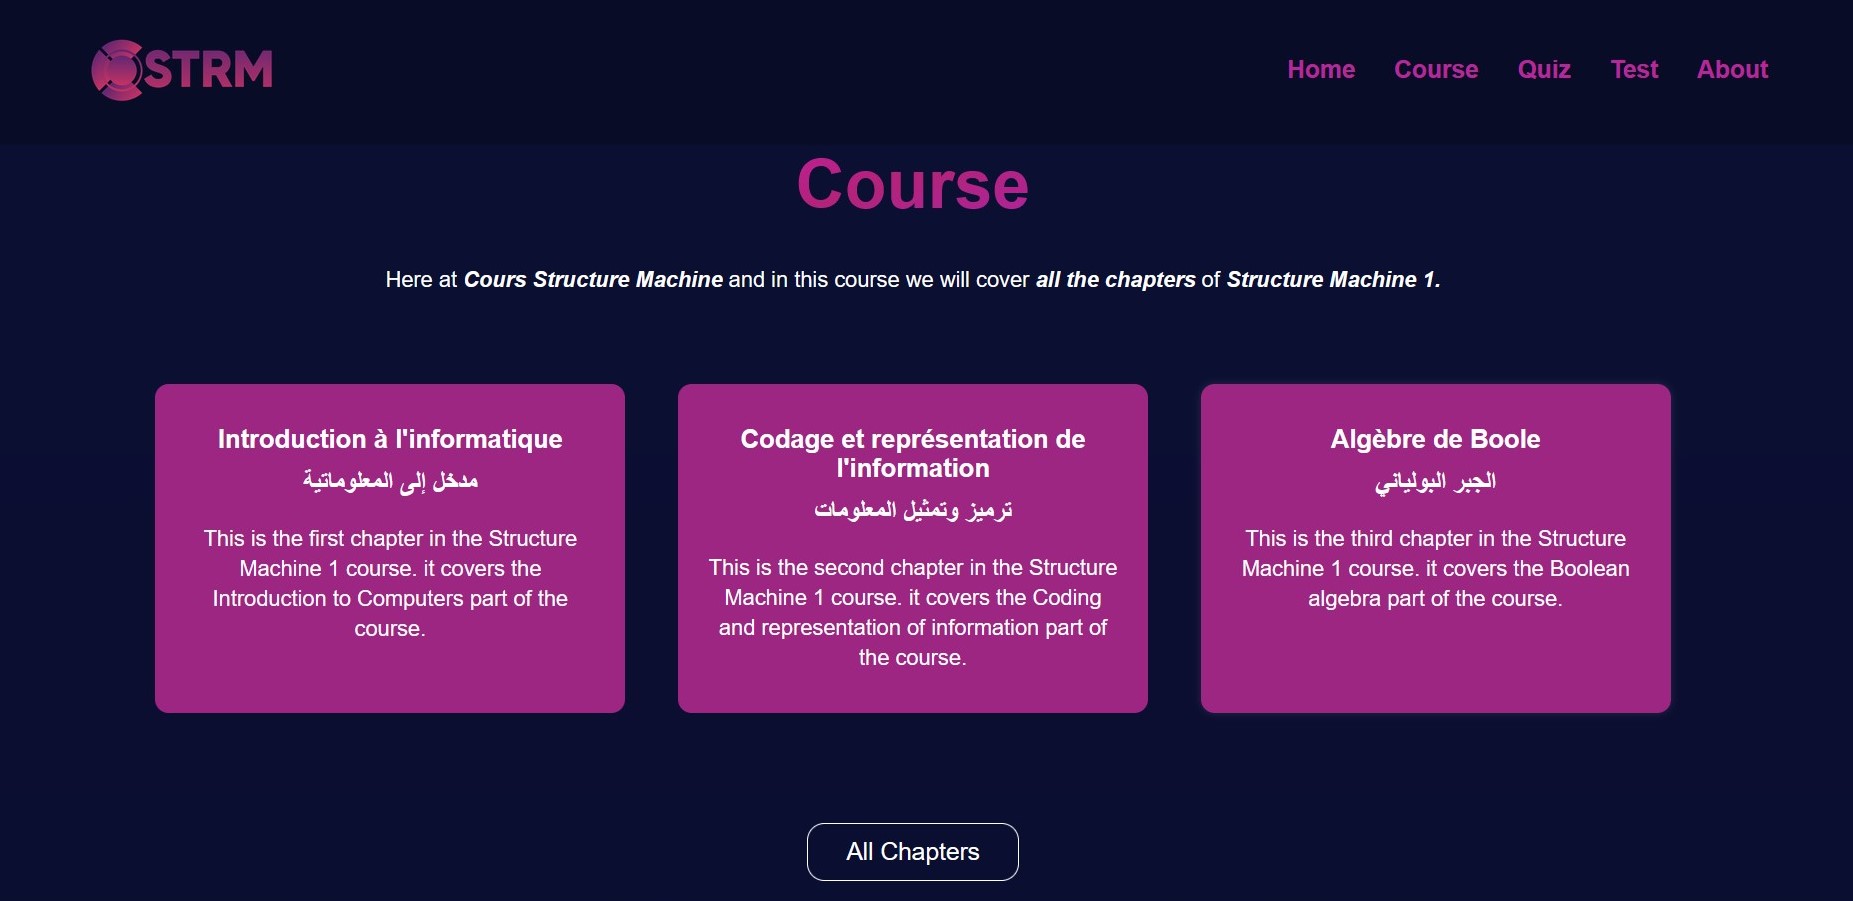 STRM
Home Course Quiz Test About
Course
Here at Cours Structure Machine and in this course we will cover all the chapters of Structure Machine 1.
Introduction à l'informatique
مدخل إلى المعلوماتية
This is the first chapter in the Structure
Machine 1 course. it covers the
Introduction to Computers part of the
course.
Codage et représentation de
l'information
ترميز وتمثيل المعلومات
This is the second chapter in the Structure
Machine 1 course. it covers the Coding
and representation of information part of
the course.
Algèbre de Boole
الجبر البولياني
This is the third chapter in the Structure
Machine 1 course. it covers the Boolean
algebra part of the course.
All Chapters